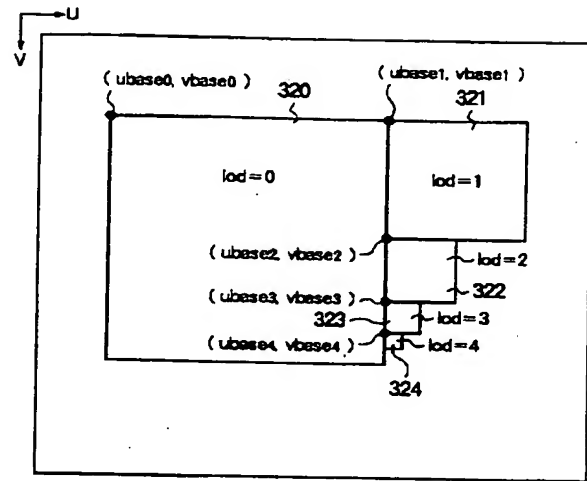 U
V
( ubase0, vbase0 )
320
( ubase1, vbase1 )
321
lod=0
lod=1
( ubase2, vbase2 )
lod=2
322
( ubase3, vbase3 )
323
lod=3
( ubase4, vbase4 )
lod=4
324